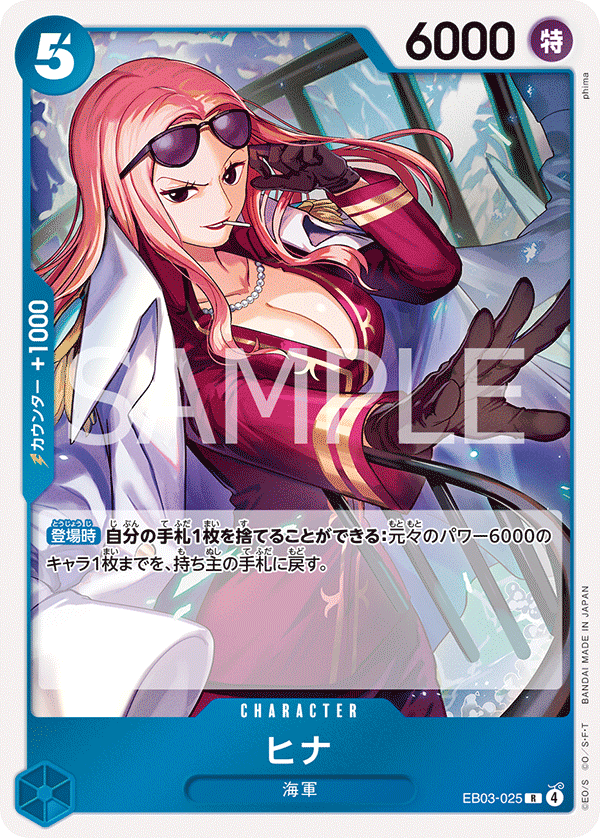 5
6000 特
phima
カウンター +1000
SAMPLE
登場時 自分の手札1枚を捨てることができる：元々のパワー6000の
キャラ1枚までを、持ち主の手札に戻す。
CHARACTER
ヒナ
海軍
EB03-025 R 4
©E.O/S ©O/S・F・T BANDAI MADE IN JAPAN